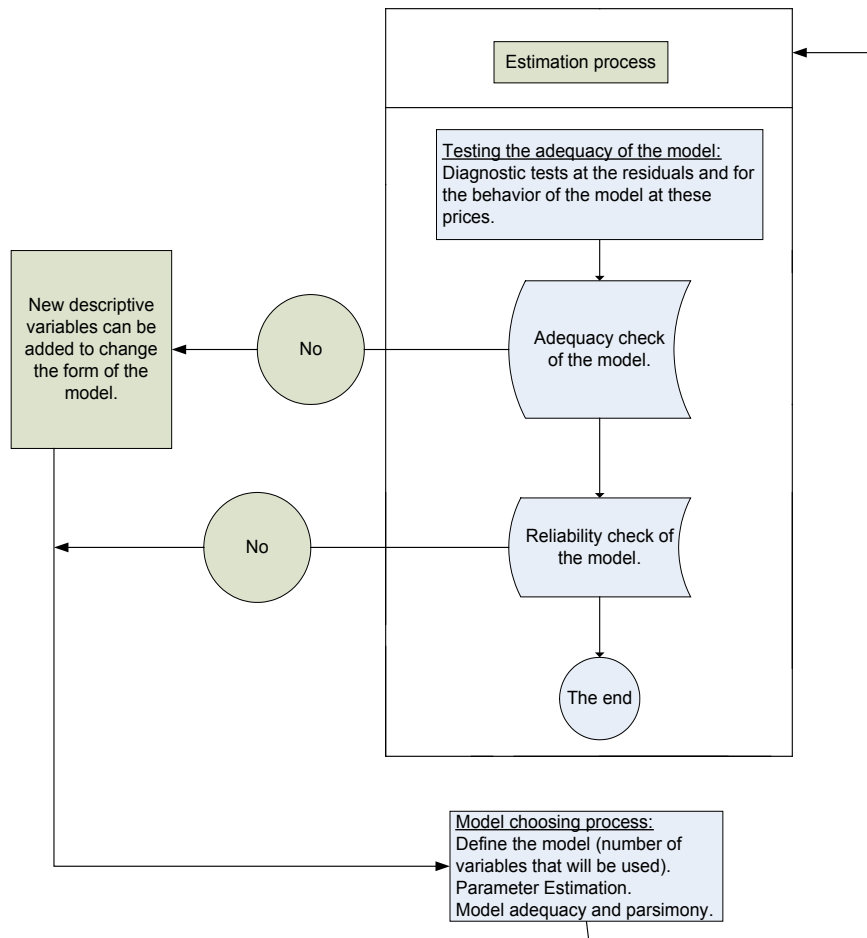 Estimation process
Testing the adequacy of the model:
Diagnostic tests at the residuals and for
the behavior of the model at these
prices.
New descriptive
variables can be
added to change
the form of the
model.
No
Adequacy check
of the model.
No
Reliability check of
the model.
The end
Model choosing process:
Define the model (number of
variables that will be used).
Parameter Estimation.
Model adequacy and parsimony.